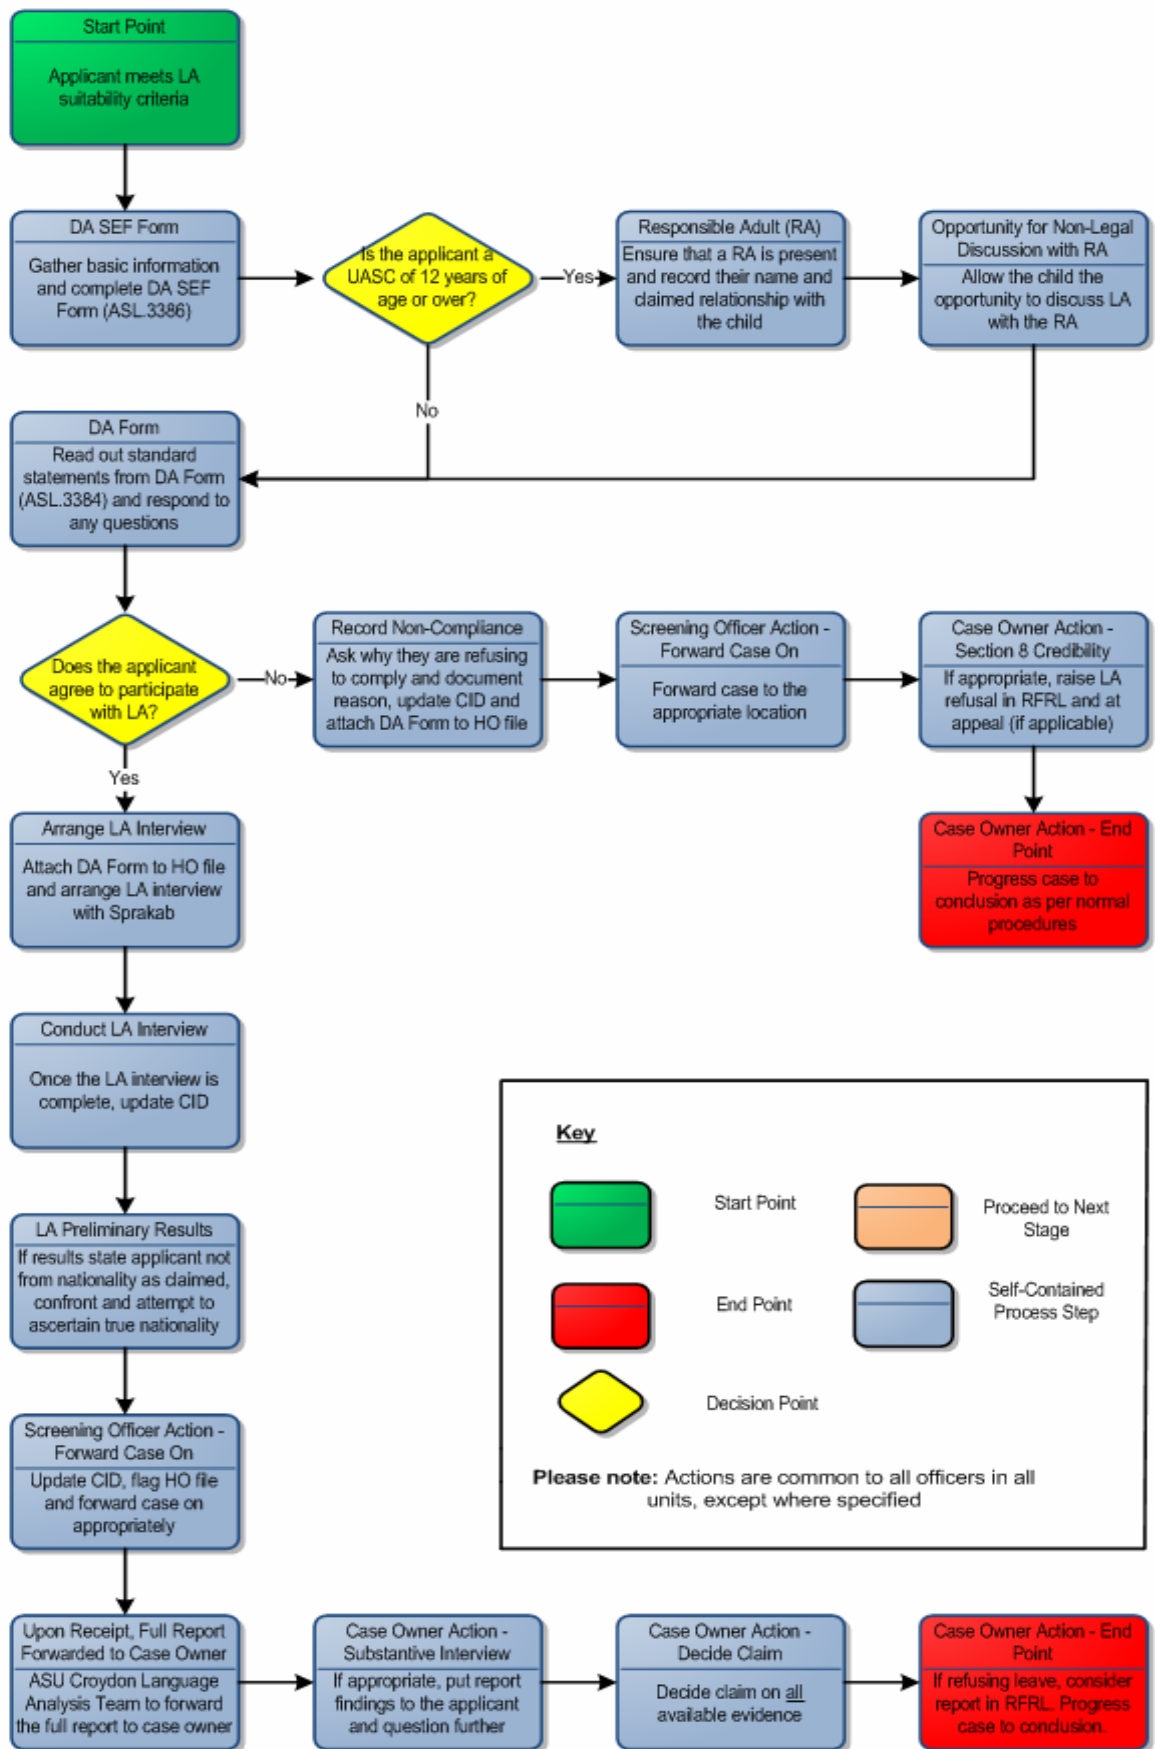 Start Point
Applicant meets LA
suitability criteria
DA SEF Form
Gather basic information
and complete DA SEF
Form (ASL.3386)
Is the applicant a
UASC of 12 years of
age or over?
Yes
Responsible Adult (RA)
Ensure that a RA is present
and record their name and
claimed relationship with
the child
Opportunity for Non-Legal
Discussion with RA
Allow the child the
opportunity to discuss LA
with the RA
No
DA Form
Read out standard
statements from DA Form
(ASL.3384) and respond to
any questions
Does the applicant
agree to participate
with LA?
No
Record Non-Compliance
Ask why they are refusing
to comply and document
reason, update CID and
attach DA Form to HO file
Screening Officer Action -
Forward Case On
Forward case to the
appropriate location
Case Owner Action -
Section 8 Credibility
If appropriate, raise LA
refusal in RFRL and at
appeal (if applicable)
Yes
Case Owner Action - End
Point
Progress case to
conclusion as per normal
procedures
Arrange LA Interview
Attach DA Form to HO file
and arrange LA interview
with Sprakab
Conduct LA Interview
Once the LA interview is
complete, update CID
LA Preliminary Results
If results state applicant not
from nationality as claimed,
confront and attempt to
ascertain true nationality
Screening Officer Action -
Forward Case On
Update CID, flag HO file
and forward case on
appropriately
Upon Receipt, Full Report
Forwarded to Case Owner
ASU Croydon Language
Analysis Team to forward
the full report to case owner
Case Owner Action -
Substantive Interview
If appropriate, put report
findings to the applicant
and question further
Case Owner Action -
Decide Claim
Decide claim on all
available evidence
Case Owner Action - End
Point
If refusing leave, consider
report in RFRL. Progress
case to conclusion.
Key
Start Point
Proceed to Next
Stage
End Point
Self-Contained
Process Step
Decision Point
Please note: Actions are common to all officers in all
units, except where specified